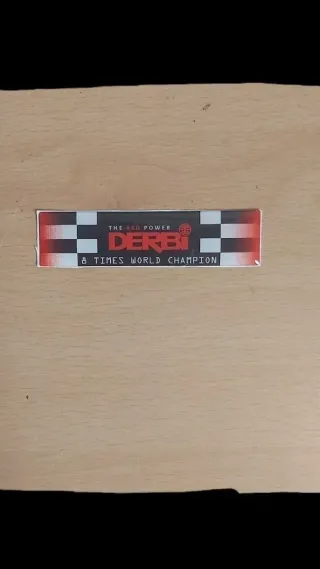 THE RED POWER
DERBi
8 TIMES WORLD CHAMPION